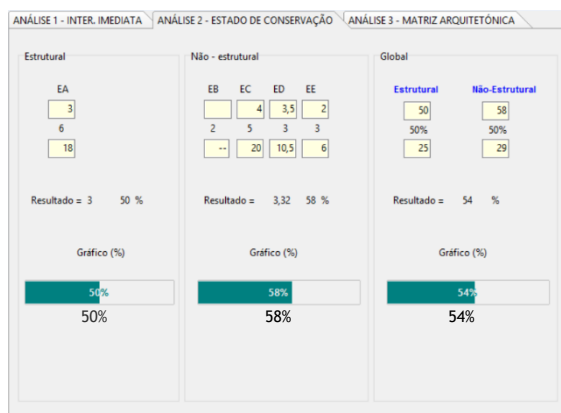 ANÁLISE 1 - INTER. IMEDIATA ANÁLISE 2 - ESTADO DE CONSERVAÇÃO ANÁLISE 3 - MATRIZ ARQUITETÓNICA
Estrutural
EA
3
6
18
Resultado = 3 50 %
Gráfico (%)
50%
50%
Não - estrutural
EB EC ED EE
4 3,5 2
2 5 3 3
-- 20 10,5 6
Resultado = 3,32 58 %
Gráfico (%)
58%
58%
Global
Estrutural Não-Estrutural
50 58
50% 50%
25 29
Resultado = 54 %
Gráfico (%)
54%
54%